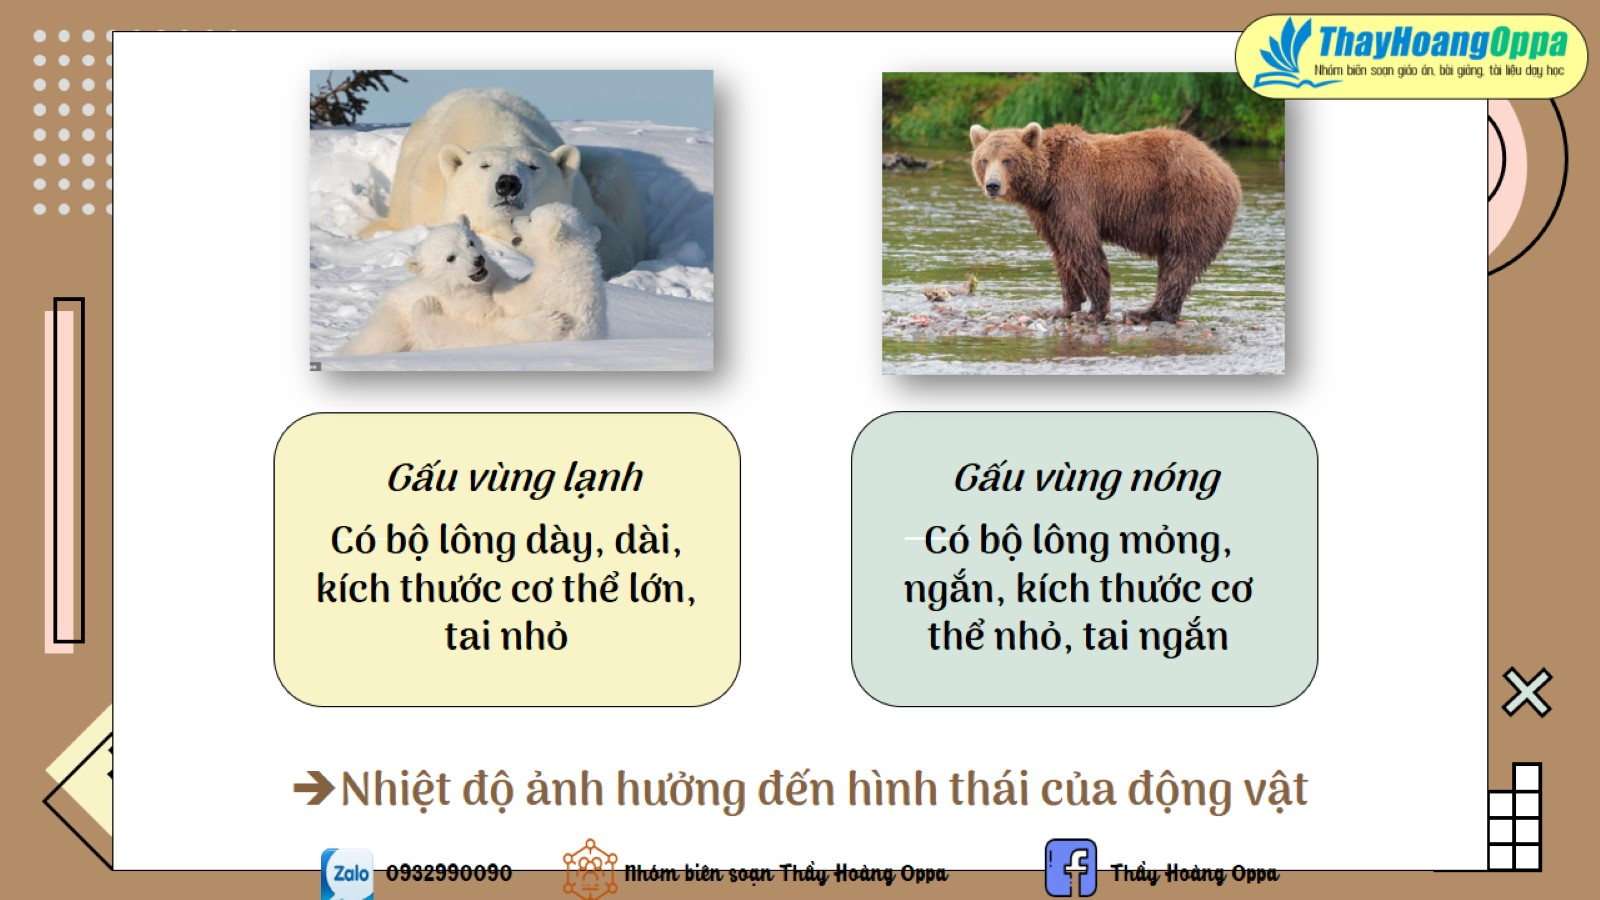 ThayHoangOppa
Nhóm biên soạn giáo án, bài giảng, tài liệu dạy học
Gấu vùng lạnh
Có bộ lông dày, dài,
kích thước cơ thể lớn,
tai nhỏ
Gấu vùng nóng
Có bộ lông mỏng,
ngắn, kích thước cơ
thể nhỏ, tai ngắn
➔Nhiệt độ ảnh hưởng đến hình thái của động vật
Zalo 0932990090 Nhóm biên soạn Thầy Hoàng Oppa Thầy Hoàng Oppa